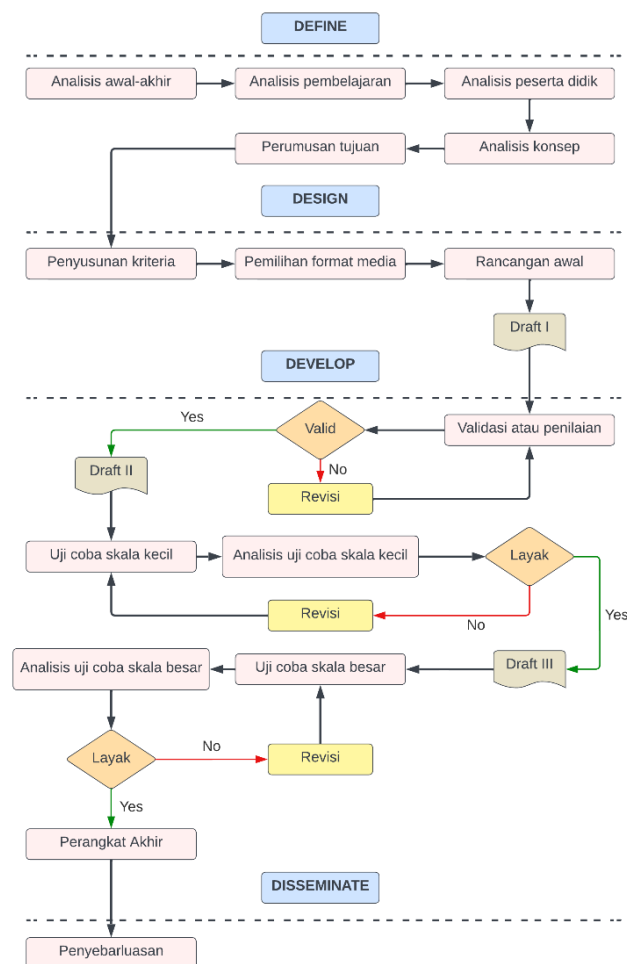 DEFINE
Analisis awal-akhir
Analisis pembelajaran
Analisis peserta didik
Perumusan tujuan
Analisis konsep
DESIGN
Penyusunan kriteria
Pemilihan format media
Rancangan awal
Draft I
DEVELOP
Yes
Valid
Validasi atau penilaian
Draft II
No
Revisi
Uji coba skala kecil
Analisis uji coba skala kecil
Layak
Revisi
No
Yes
Analisis uji coba skala besar
Uji coba skala besar
Draft III
Layak
No
Revisi
Yes
Perangkat Akhir
DISSEMINATE
Penyebarluasan